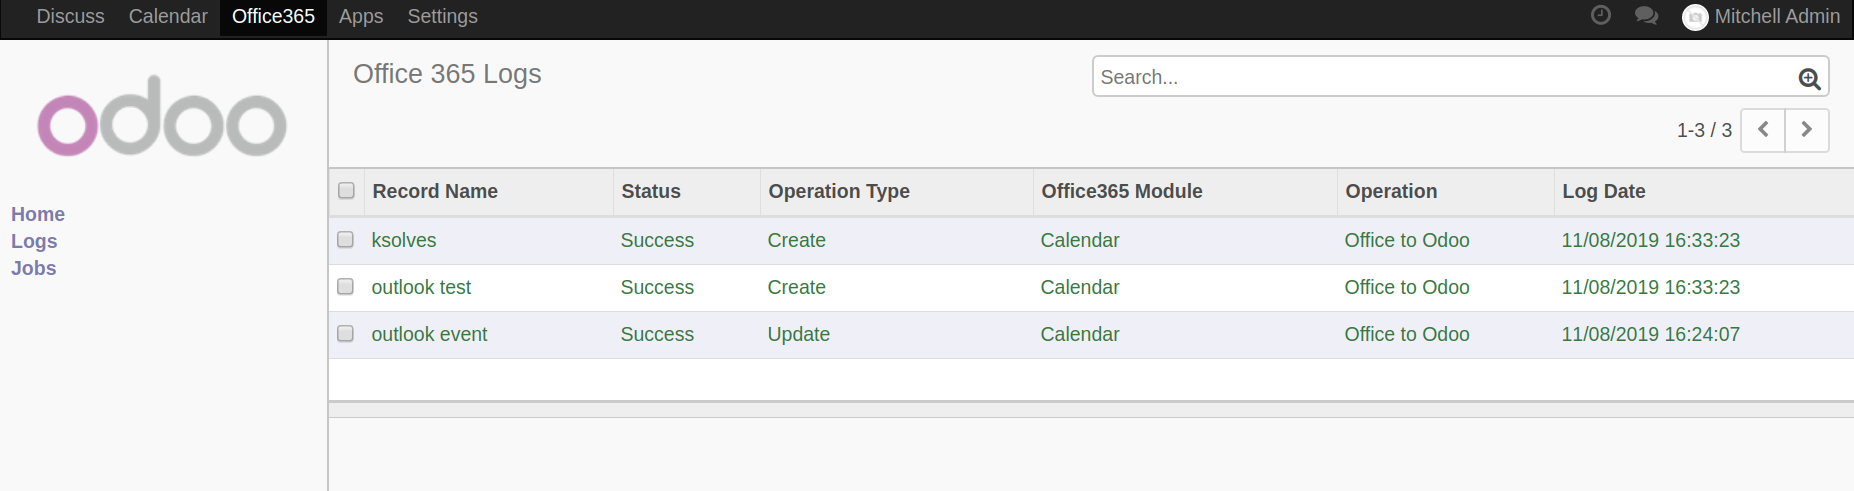 Discuss Calendar Office365 Apps Settings Mitchell Admin
odoo
Office 365 Logs
Search...
1-3 / 3
Home
Logs
Jobs
Record Name Status Operation Type Office365 Module Operation Log Date
ksolves Success Create Calendar Office to Odoo 11/08/2019 16:33:23
outlook test Success Create Calendar Office to Odoo 11/08/2019 16:33:23
outlook event Success Update Calendar Office to Odoo 11/08/2019 16:24:07